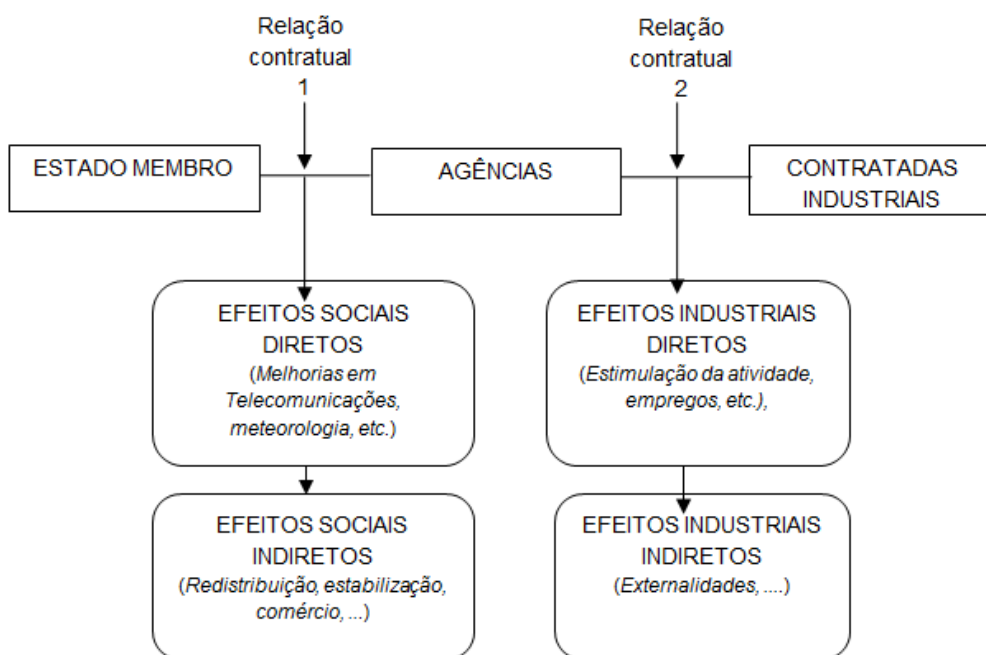 Relação
contratual
1
Relação
contratual
2
ESTADO MEMBRO
AGÊNCIAS
CONTRATADAS
INDUSTRIAIS
EFEITOS SOCIAIS
DIRETOS
(Melhorias em
Telecomunicações,
meteorologia, etc.)
EFEITOS INDUSTRIAIS
DIRETOS
(Estimulação da atividade,
empregos, etc.),
EFEITOS SOCIAIS
INDIRETOS
(Redistribuição, estabilização,
comércio, ...)
EFEITOS INDUSTRIAIS
INDIRETOS
(Externalidades, ....)